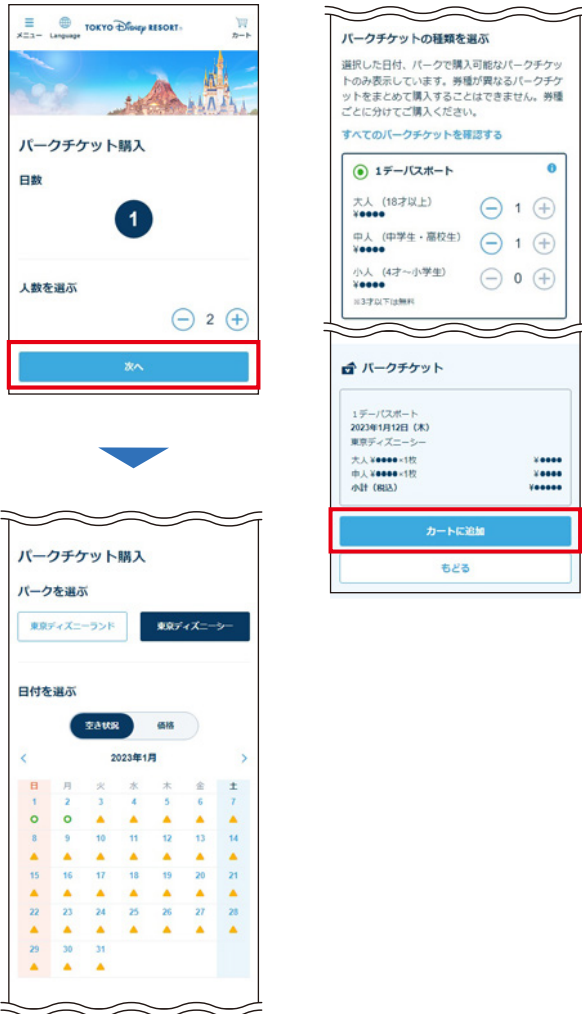 メニュー Language TOKYO Disney RESORT カート
パークチケット購入
日数
1
人数を選ぶ
2
次へ
パークチケット購入
パークを選ぶ
東京ディズニーランド 東京ディズニーシー
日付を選ぶ
空き状況 価格
2023年1月
日 月 火 水 木 金 土
1 2 3 4 5 6 7
8 9 10 11 12 13 14
15 16 17 18 19 20 21
22 23 24 25 26 27 28
29 30 31
パークチケットの種類を選ぶ
選択した日付、パークで購入可能なパークチケッ
トのみ表示しています。券種が異なるパークチケ
ットをまとめて購入することはできません。券種
ごとに分けてご購入ください。
すべてのパークチケットを確認する
1デーパスポート
大人 (18才以上)
¥●●●●
1
中人 (中学生・高校生)
¥●●●●
1
小人 (4才～小学生)
¥●●●●
0
※3才以下は無料
パークチケット
1デーパスポート
2023年1月12日 (木)
東京ディズニーシー
大人 ¥●●●●×1枚 ¥●●●●
中人 ¥●●●●×1枚 ¥●●●●
小計 (税込) ¥●●●●●
カートに追加
もどる